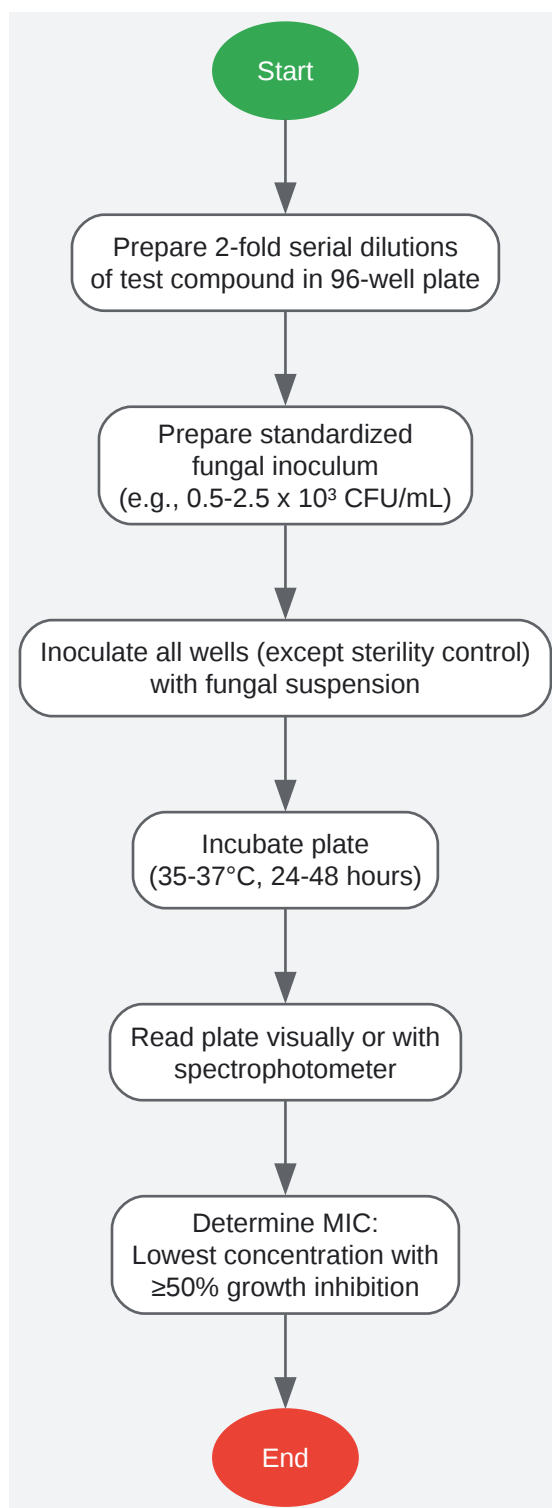 Start
Prepare 2-fold serial dilutions
of test compound in 96-well plate
Prepare standardized
fungal inoculum
(e.g., 0.5-2.5 x 10³ CFU/mL)
Inoculate all wells (except sterility control)
with fungal suspension
Incubate plate
(35-37°C, 24-48 hours)
Read plate visually or with
spectrophotometer
Determine MIC:
Lowest concentration with
≥50% growth inhibition
End